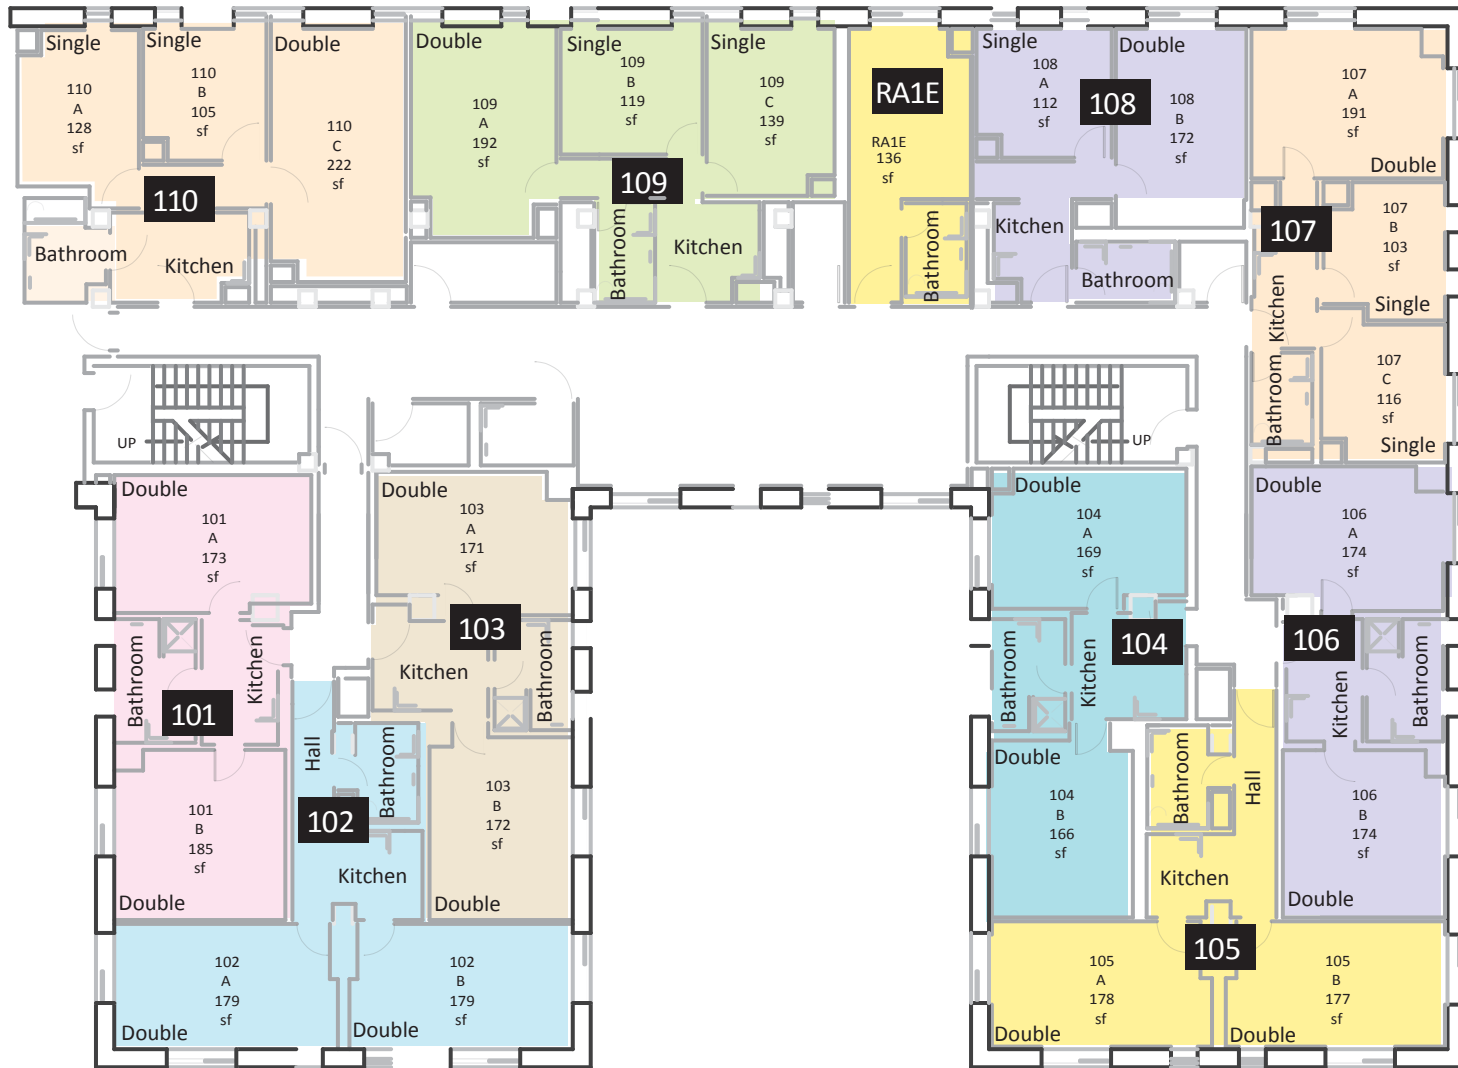 Single
110
A
128
sf
Single
110
B
105
sf
Double
110
C
222
sf
110
Bathroom
Kitchen
Double
109
A
192
sf
Single
109
B
119
sf
Single
109
C
139
sf
109
Bathroom
Kitchen
RA1E
RA1E
136
sf
Bathroom
Single
108
A
112
sf
108
Double
108
B
172
sf
Kitchen
Bathroom
107
A
191
sf
Double
107
107
B
103
sf
Single
Kitchen
107
C
116
sf
Single
Bathroom
UP
UP
Double
101
A
173
sf
Bathroom
Kitchen
101
101
B
185
sf
Double
Double
103
A
171
sf
103
Kitchen
Bathroom
103
B
172
sf
Double
Hall
Bathroom
102
Kitchen
102
A
179
sf
Double
102
B
179
sf
Double
Double
104
A
169
sf
104
Bathroom
Kitchen
Double
104
B
166
sf
Double
106
A
174
sf
106
Kitchen
Bathroom
106
B
174
sf
Double
Bathroom
Hall
Kitchen
105
105
A
178
sf
Double
105
B
177
sf
Double